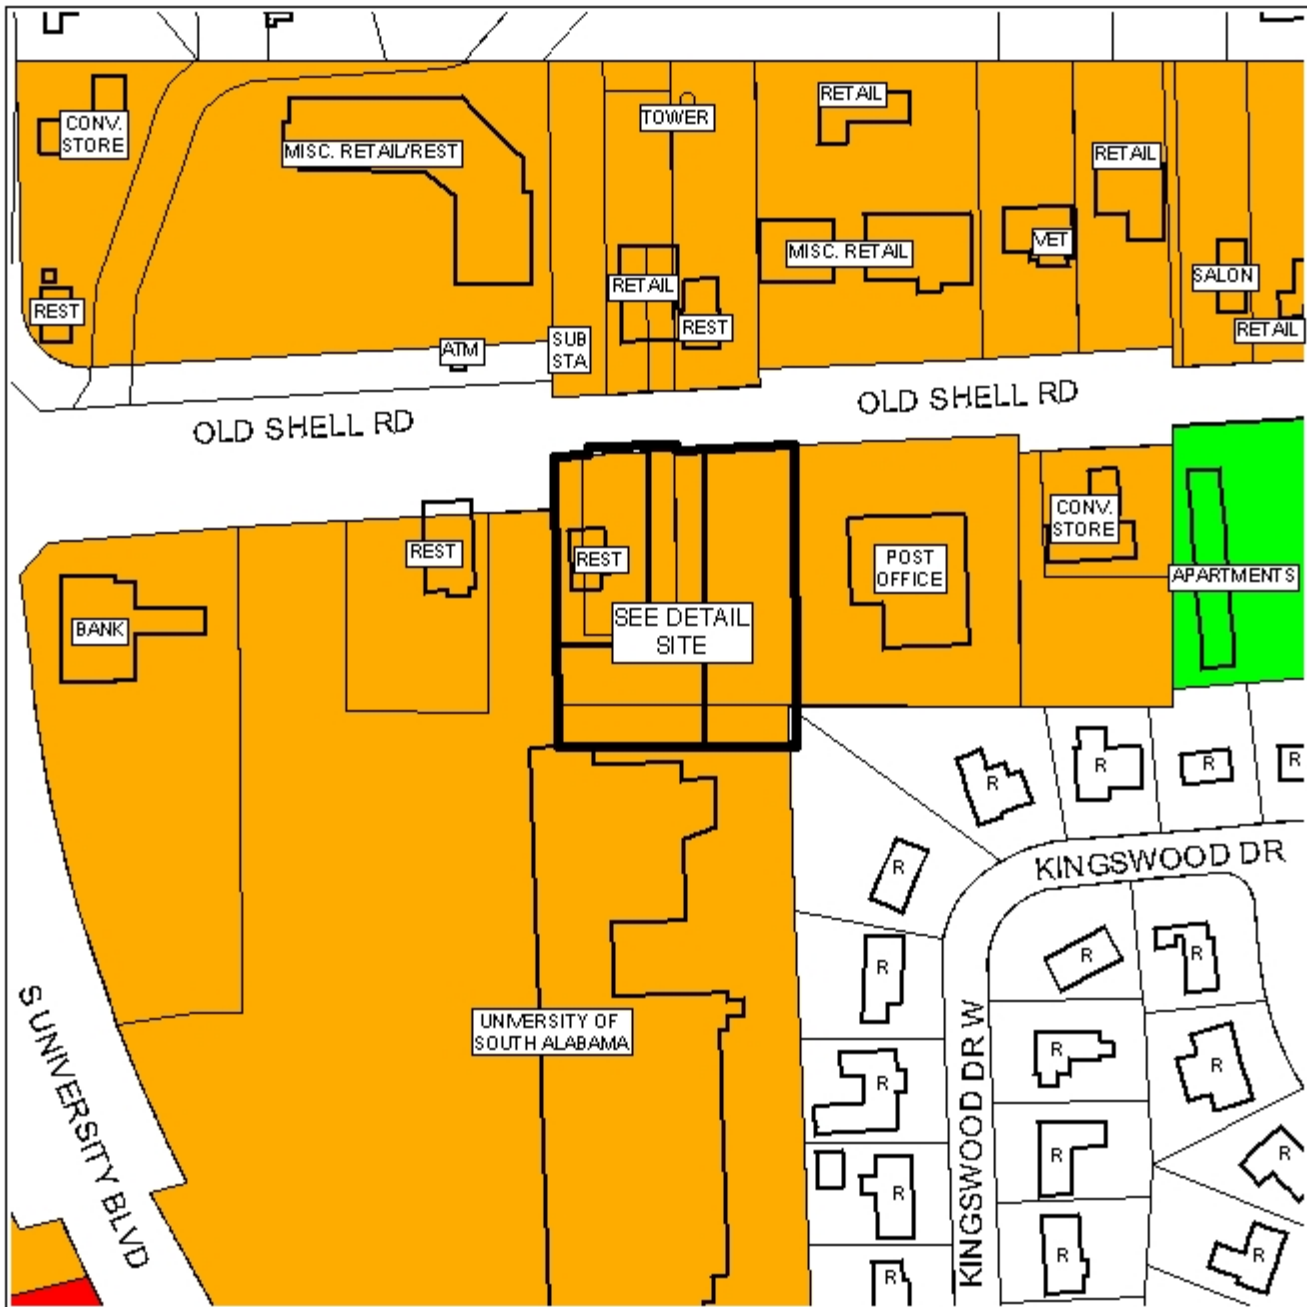 RETAIL
TOWER
CONV.
STORE
MISC. RETAIL/REST
RETAIL
VET
MISC. RETAIL
SALON
RETAIL
REST
REST
RETAIL
SUB
STA
ATM
OLD SHELL RD
OLD SHELL RD
CONV.
STORE
REST
REST
POST
OFFICE
APARTMENTS
BANK
SEE DETAIL
SITE
R
R
R
R
KINGSWOOD DR
R
R
R
R
UNIVERSITY OF
SOUTH ALABAMA
S UNIVERSITY BLVD
KINGSWOOD DR W
R
R
R
R
R
R
R
R
R